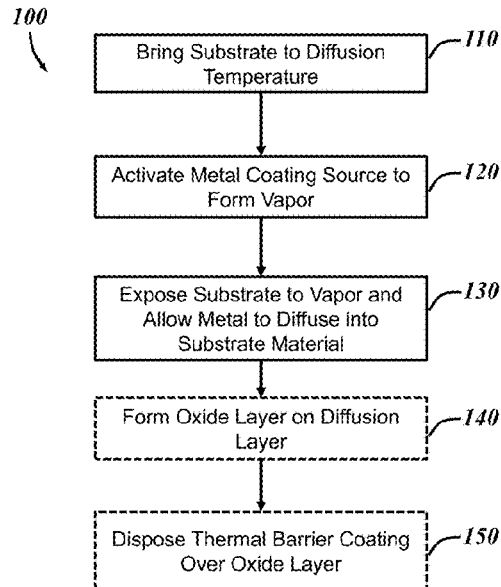 100
Bring Substrate to Diffusion
Temperature
110
Activate Metal Coating Source to
Form Vapor
120
Expose Substrate to Vapor and
Allow Metal to Diffuse into
Substrate Material
130
Form Oxide Layer on Diffusion
Layer
140
Dispose Thermal Barrier Coating
Over Oxide Layer
150